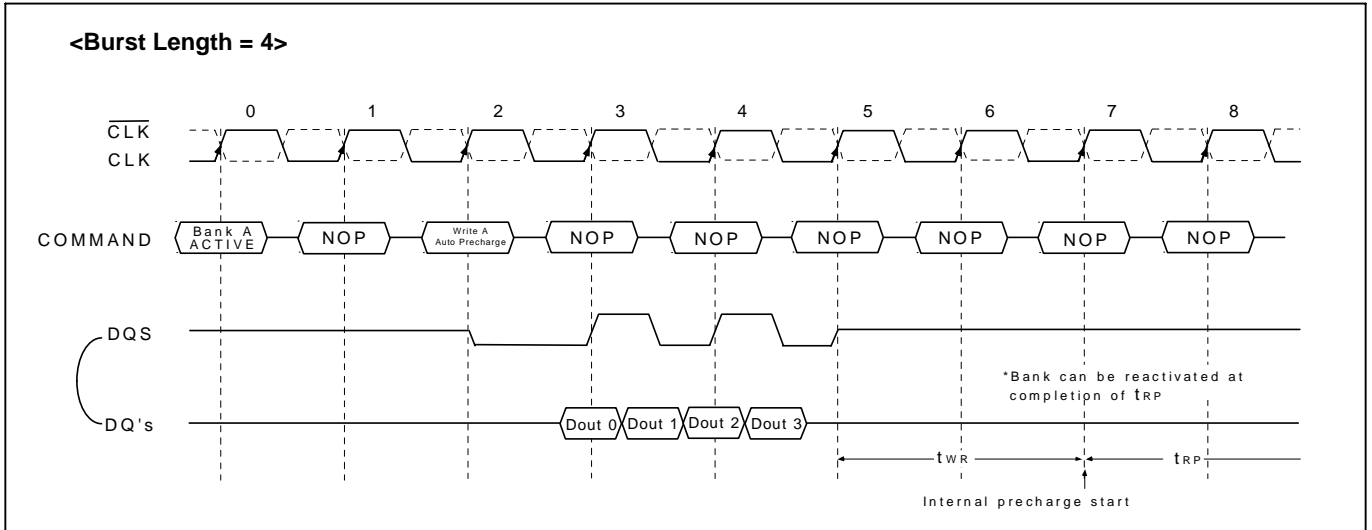 <Burst Length = 4>
0 1 2 3 4 5 6 7 8
CLK
CLK
COMMAND
Bank A
ACTIVE
NOP
Write A
Auto Precharge
NOP
NOP
NOP
NOP
NOP
NOP
DQS
*Bank can be reactivated at
completion of tRP
DQ's
Dout 0 Dout 1 Dout 2 Dout 3
tWR
tRP
Internal precharge start